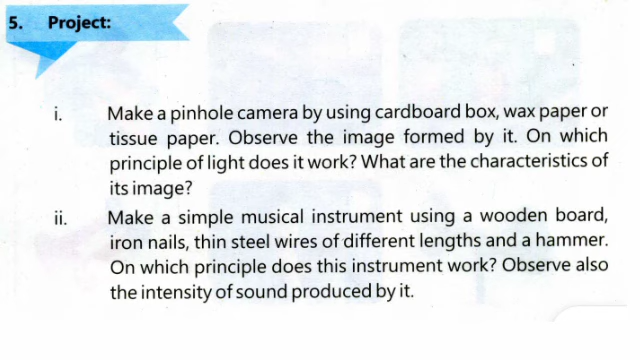 5. Project:
i. Make a pinhole camera by using cardboard box, wax paper or
tissue paper. Observe the image formed by it. On which
principle of light does it work? What are the characteristics of
its image?
ii. Make a simple musical instrument using a wooden board,
iron nails, thin steel wires of different lengths and a hammer.
On which principle does this instrument work? Observe also
the intensity of sound produced by it.